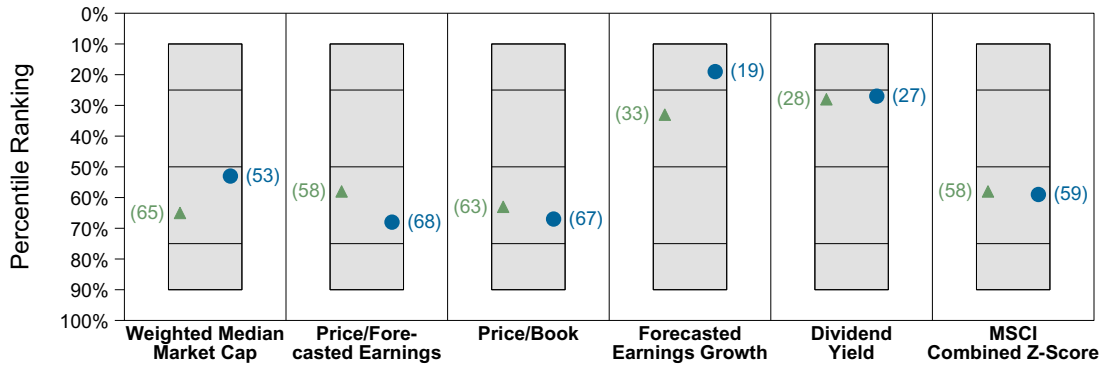 Percentile Ranking
0%
10%
20%
30%
40%
50%
60%
70%
80%
90%
100%
(65)
(53)
(58)
(68)
(63)
(67)
(33)
(19)
(28)
(27)
(58)
(59)
Weighted Median
Market Cap
Price/Fore-
casted Earnings
Price/Book
Forecasted
Earnings Growth
Dividend
Yield
MSCI
Combined Z-Score